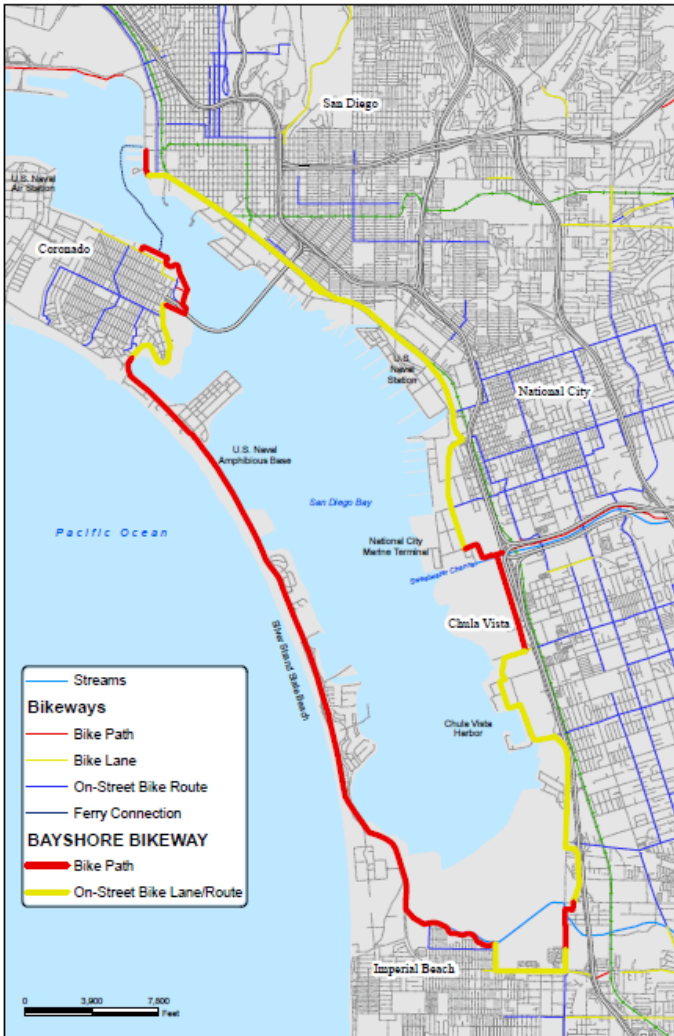 San Diego
U.S. Naval
Air Station
Coronado
U.S.
Naval
Station
National City
U.S. Naval
Amphibious Base
San Diego Bay
Pacific Ocean
National City
Marine Terminal
Sweetwater Channel
Chula Vista
Silver Strand State Beach
Chula Vista
Harbor
Streams
Bikeways
Bike Path
Bike Lane
On-Street Bike Route
Ferry Connection
BAYSHORE BIKEWAY
Bike Path
On-Street Bike Lane/Route
Imperial Beach
0 3,900 7,800
Feet